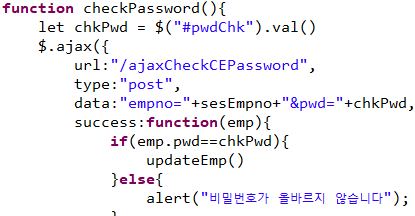 function checkPassword(){
let chkPwd = $("#pwdChk").val()
$.ajax({
url:"/ajaxCheckCEPassword",
type:"post",
data:"empno="+sesEmpno+"&pwd="+chkPwd,
success:function(emp){
if(emp.pwd==chkPwd){
updateEmp()
}else{
alert("비밀번호가 올바르지 않습니다");
}